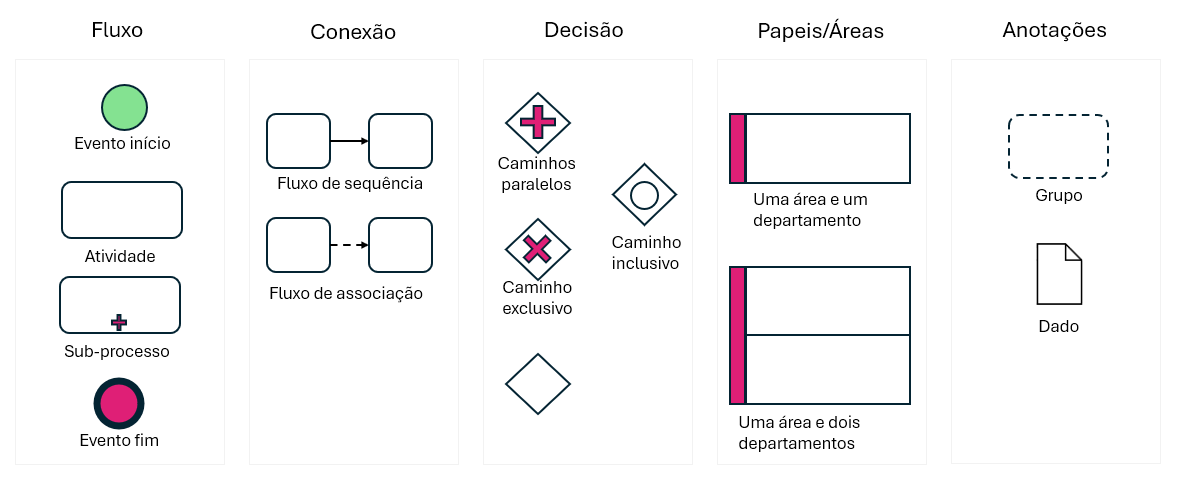 Fluxo
Evento início
Atividade
Sub-processo
Evento fim
Conexão
Fluxo de sequência
Fluxo de associação
Decisão
Caminhos
paralelos
Caminho
exclusivo
Caminho
inclusivo
Papeis/Áreas
Uma área e um
departamento
Uma área e dois
departamentos
Anotações
Grupo
Dado